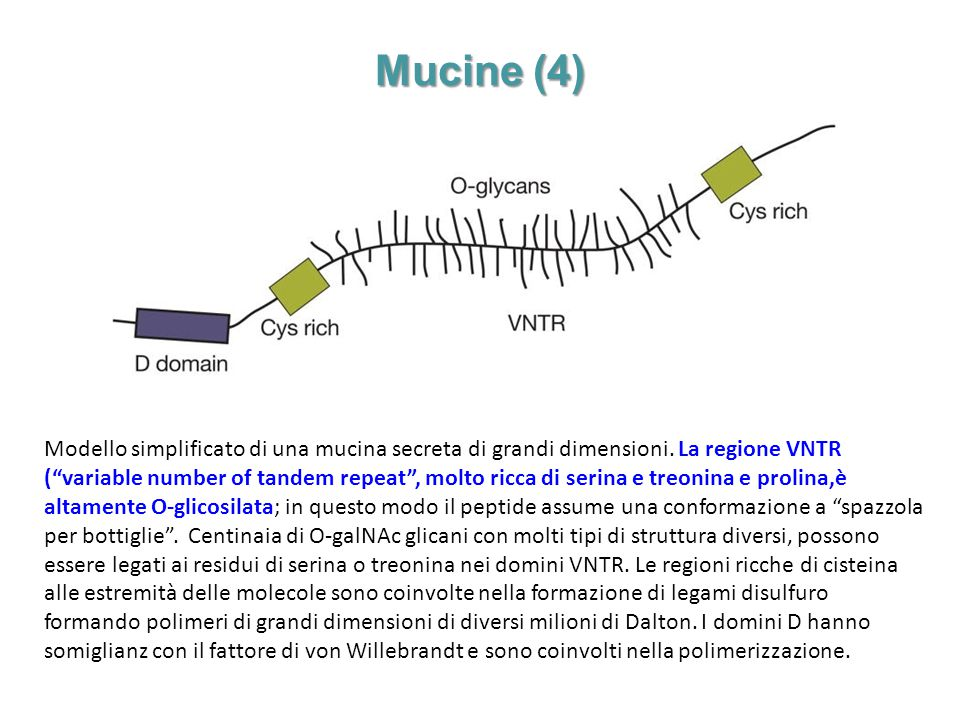 Mucine (4)
O-glycans
Cys rich
Cys rich
VNTR
D domain
Modello simplificato di una mucina secreta di grandi dimensioni. La regione VNTR
(“variable number of tandem repeat”, molto ricca di serina e treonina e prolina,è
altamente O-glicosilata; in questo modo il peptide assume una conformazione a “spazzola
per bottiglie”. Centinaia di O-galNAc glicani con molti tipi di struttura diversi, possono
essere legati ai residui di serina o treonina nei domini VNTR. Le regioni ricche di cisteina
alle estremità delle molecole sono coinvolte nella formazione di legami disulfuro
formando polimeri di grandi dimensioni di diversi milioni di Dalton. I domini D hanno
somiglianz con il fattore di von Willebrandt e sono coinvolti nella polimerizzazione.